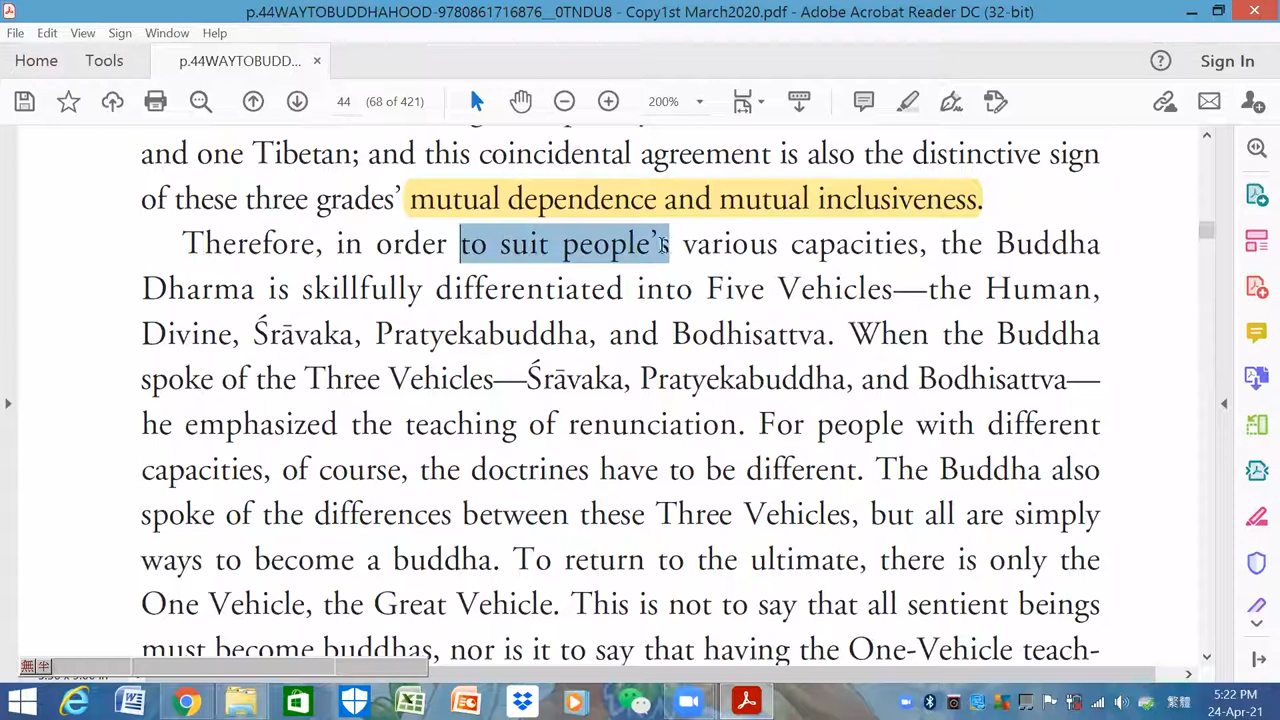 p.44WAYTOBUDDHAHOOD-9780861716876__0TNDU8 - Copy1st March2020.pdf - Adobe Acrobat Reader DC (32-bit)
File Edit View Sign Window Help
Home Tools p.44WAYTOBUDD... × Sign In
44 (68 of 421) 200%
and one Tibetan; and this coincidental agreement is also the distinctive sign
of these three grades’ mutual dependence and mutual inclusiveness.
Therefore, in order to suit people’s various capacities, the Buddha
Dharma is skillfully differentiated into Five Vehicles—the Human,
Divine, Śrāvaka, Pratyekabuddha, and Bodhisattva. When the Buddha
spoke of the Three Vehicles—Śrāvaka, Pratyekabuddha, and Bodhisattva—
he emphasized the teaching of renunciation. For people with different
capacities, of course, the doctrines have to be different. The Buddha also
spoke of the differences between these Three Vehicles, but all are simply
ways to become a buddha. To return to the ultimate, there is only the
One Vehicle, the Great Vehicle. This is not to say that all sentient beings
must become buddhas, nor is it to say that having the One-Vehicle teach-
無 半
5:22 PM
繁體
24-Apr-21